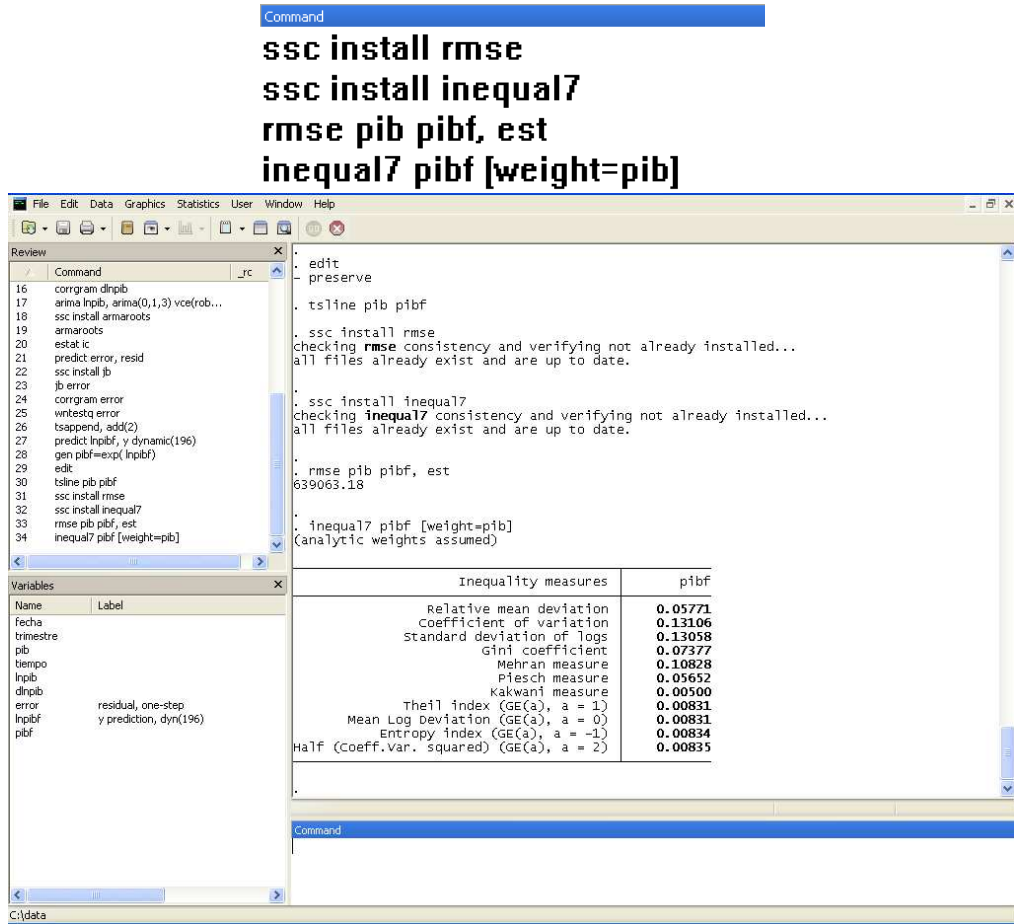 Command
ssc install rmse
ssc install inequal7
rmse pib pibf, est
inequal7 pibf [weight=pib]
File Edit Data Graphics Statistics User Window Help
Review
Command _rc
16 corrgram dlnpib
17 arima lnpib, arima(0,1,3) vce(rob...
18 ssc install armaroots
19 armaroots
20 estat ic
21 predict error, resid
22 ssc install jb
23 jb error
24 corrgram error
25 wntestq error
26 tsappend, add(2)
27 predict lnpibf, y dynamic(196)
28 gen pibf=exp( lnpibf)
29 edit
30 tsline pib pibf
31 ssc install rmse
32 ssc install inequal7
33 rmse pib pibf, est
34 inequal7 pibf [weight=pib]
Variables
Name Label
fecha
trimestre
pib
tiempo
lnpib
dlnpib
error residual, one-step
lnpibf y prediction, dyn(196)
pibf
.
. edit
- preserve
. tsline pib pibf
. ssc install rmse
checking rmse consistency and verifying not already installed...
all files already exist and are up to date.
.
. ssc install inequal7
checking inequal7 consistency and verifying not already installed...
all files already exist and are up to date.
.
. rmse pib pibf, est
639063.18
.
. inequal7 pibf [weight=pib]
(analytic weights assumed)
Inequality measures pibf
Relative mean deviation 0.05771
Coefficient of variation 0.13106
Standard deviation of logs 0.13058
Gini coefficient 0.07377
Mehran measure 0.10828
Piesch measure 0.05652
Kakwani measure 0.00500
Theil index (GE(a), a = 1) 0.00831
Mean Log Deviation (GE(a), a = 0) 0.00831
Entropy index (GE(a), a = -1) 0.00834
Half (Coeff.Var. squared) (GE(a), a = 2) 0.00835
.
Command
C:\data